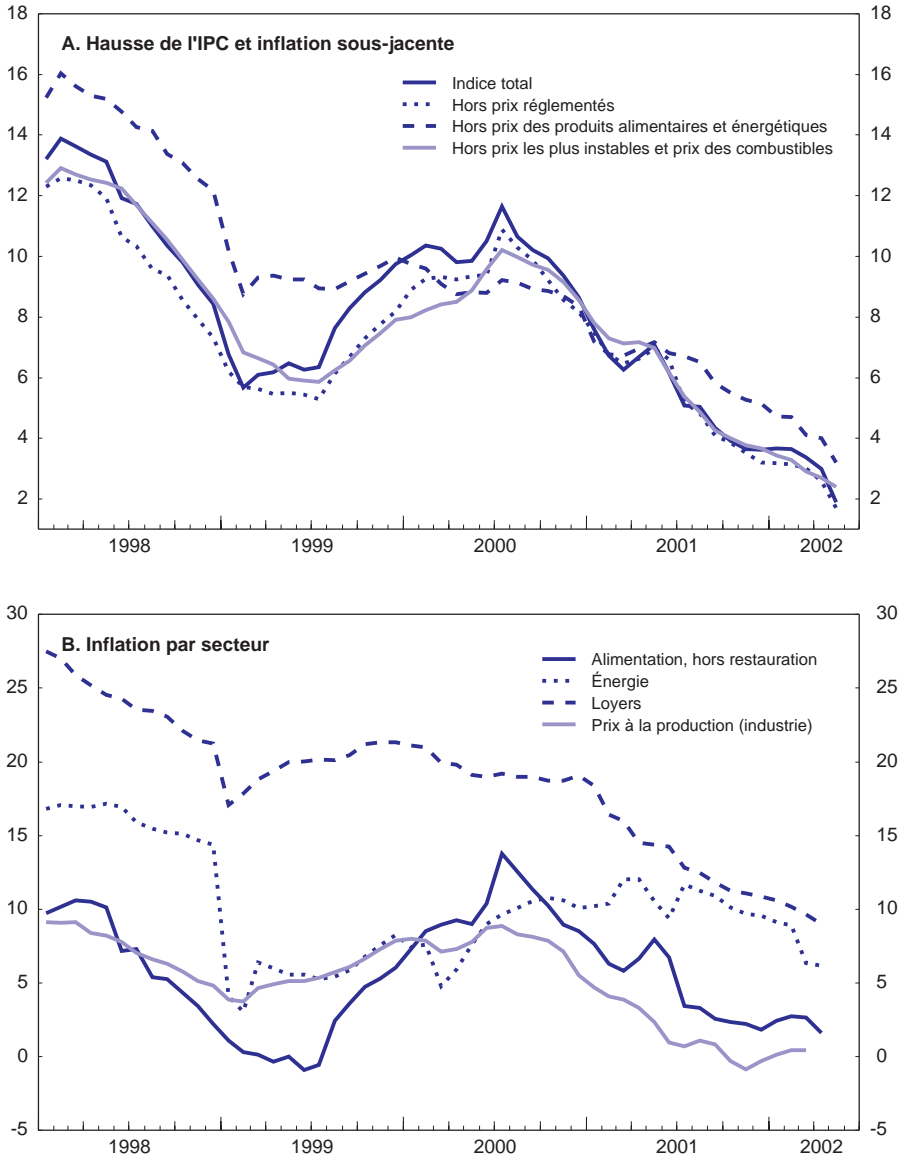 18 18
A. Hausse de l'IPC et inflation sous-jacente
16 16
Indice total
Hors prix réglementés
14 14
Hors prix des produits alimentaires et énergétiques
Hors prix les plus instables et prix des combustibles
12 12
10 10
8 8
6 6
4 4
2 2
1998 1999 2000 2001 2002
30 30
B. Inflation par secteur
Alimentation, hors restauration
Énergie
25 25
Loyers
Prix à la production (industrie)
20 20
15 15
10 10
5 5
0 0
-5 -5
1998 1999 2000 2001 2002